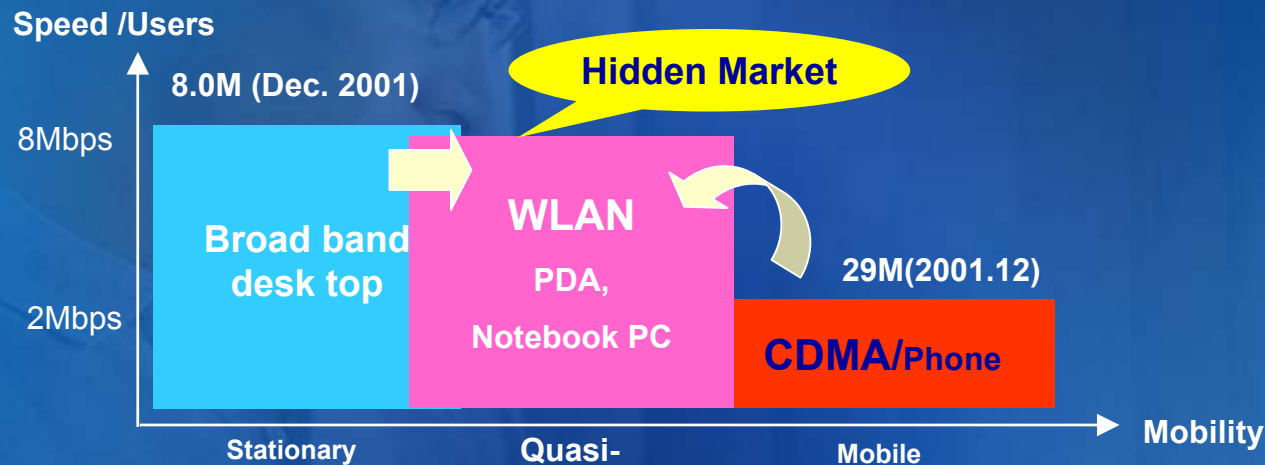 Speed /Users
8.0M (Dec. 2001)
Hidden Market
8Mbps
WLAN
Broad band
desk top
PDA,
29M(2001.12)
2Mbps
Notebook PC
CDMA/Phone
Mobility
Stationary
Quasi-
Mobile